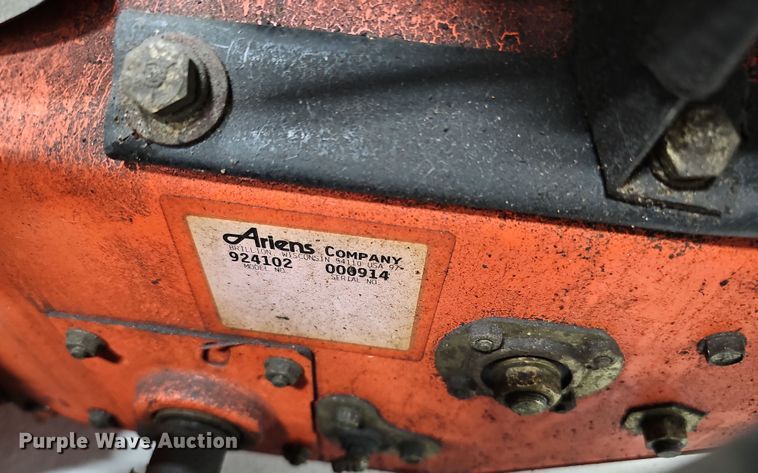 Ariens COMPANY
BRILLION, WISCONSIN 54110 USA
924102 000914
MODEL NO. SERIAL NO.
Purple Wave Auction